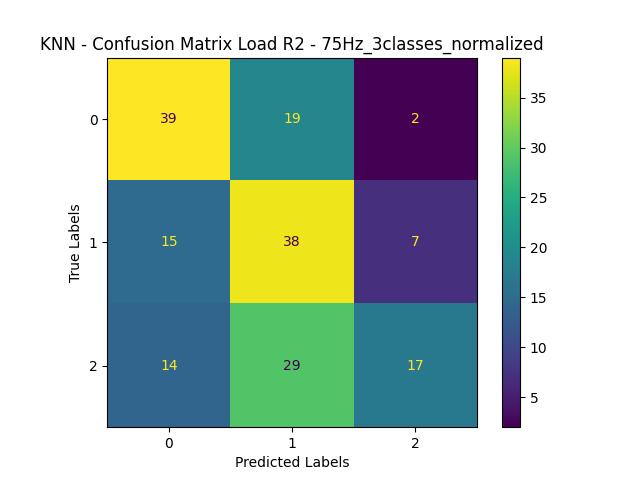 KNN - Confusion Matrix Load R2 - 75Hz_3classes_normalized
0 39 19 2
1 15 38 7
2 14 29 17
0 1 2
True Labels
Predicted Labels
35
30
25
20
15
10
5